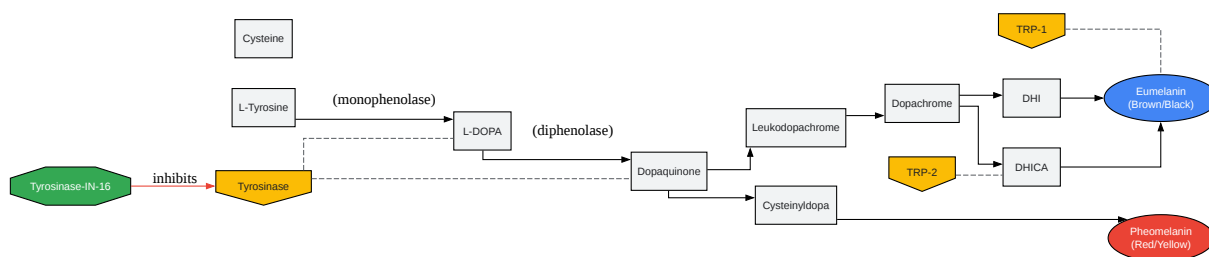 TRP-1
Cysteine
L-Tyrosine
(monophenolase)
L-DOPA
(diphenolase)
Leukodopachrome
Dopachrome
DHI
Eumelanin
(Brown/Black)
Tyrosinase-IN-16
inhibits
Tyrosinase
Dopaquinone
TRP-2
DHICA
Cysteinyldopa
Pheomelanin
(Red/Yellow)